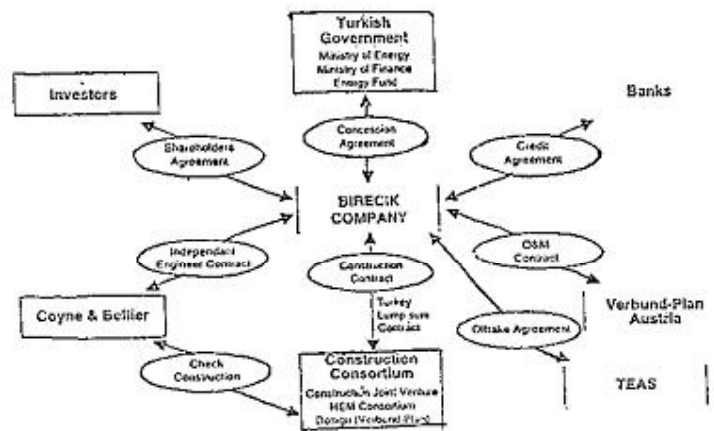 Turkish
Government
Ministry of Energy
Ministry of Finance
Energy Fund
Investors
Banks
Shareholders
Agreement
Concession
Agreement
Credit
Agreement
BIRECIK
COMPANY
Independant
Engineer Contract
Construction
Contract
O&M
Contract
Turkey
Lump sum
Contract
Coyne & Bellier
Verbund-Plan
Austria
Offtake Agreement
Check
Construction
Construction
Consortium
Construction Joint Venture
HEM Consortium
Design (Verbund-Plan)
TEAS